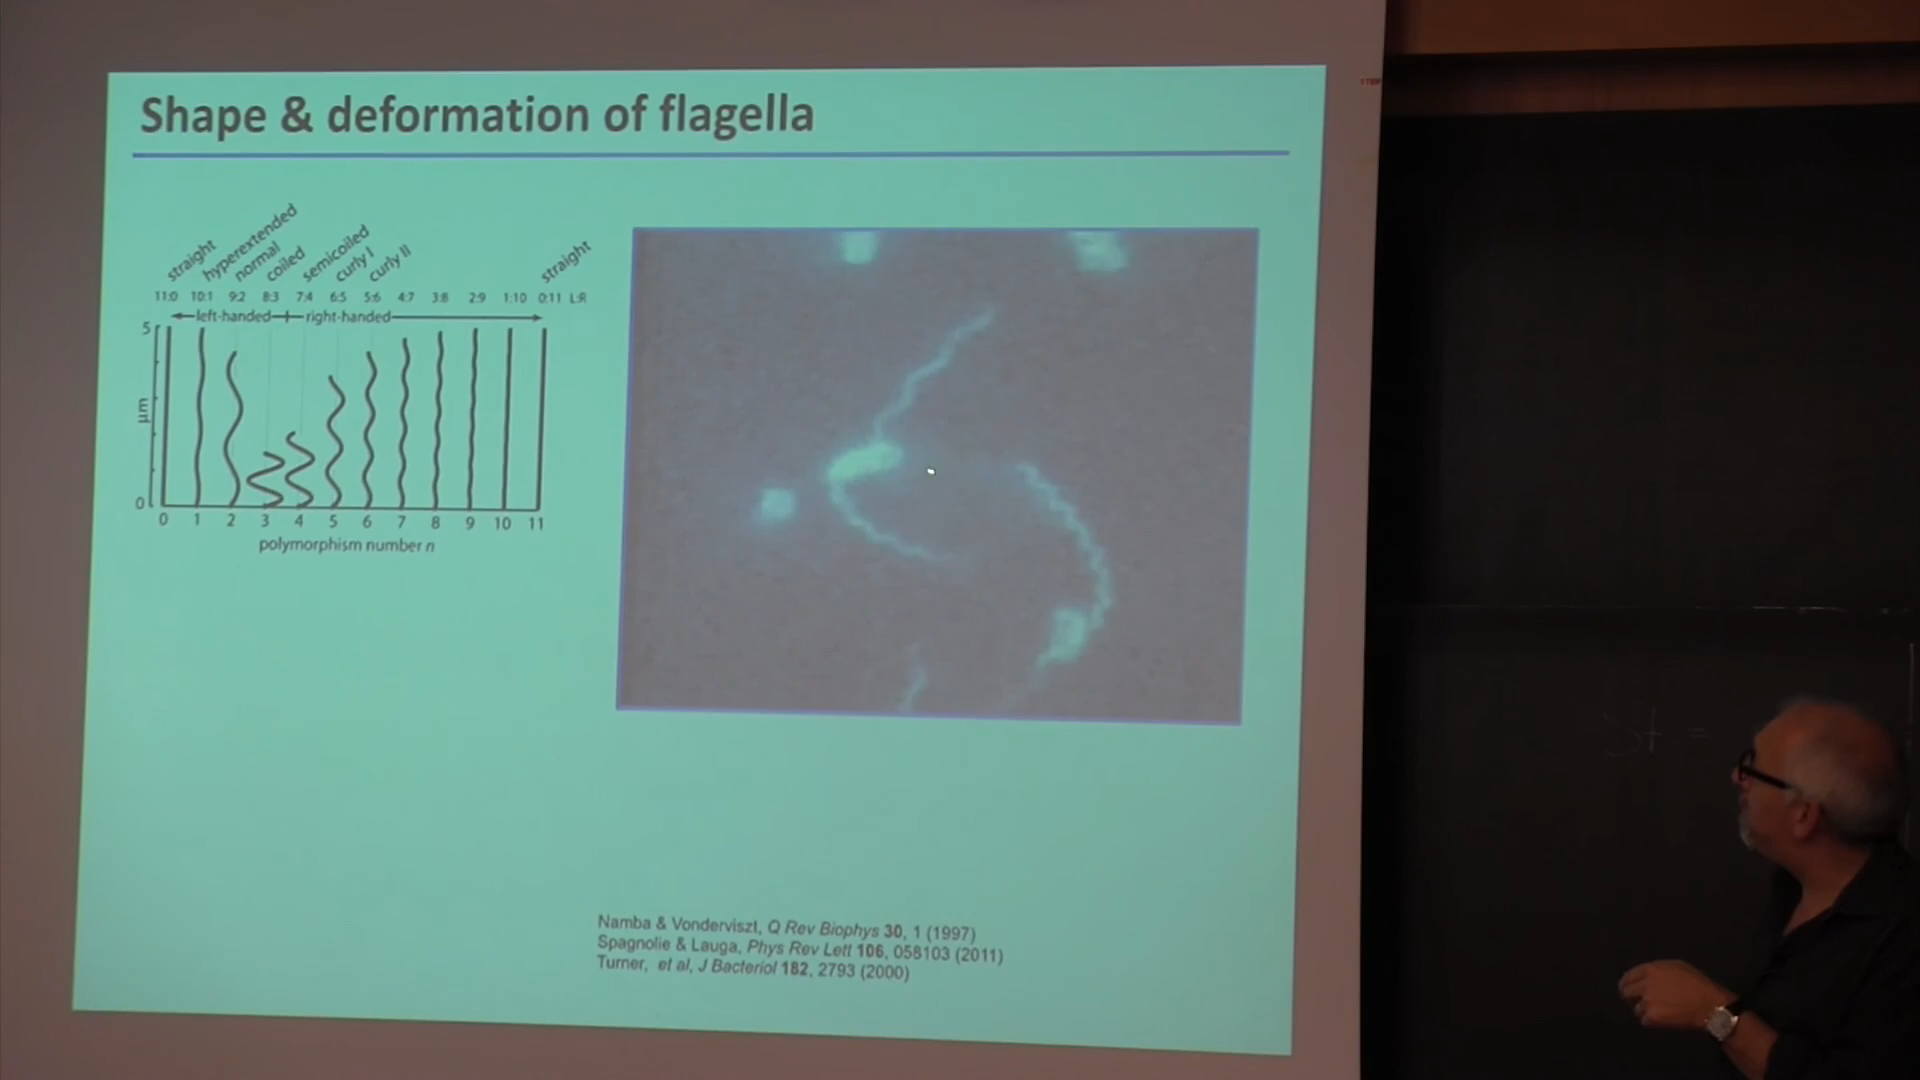 Shape & deformation of flagella
straight hyperextended normal coiled semicoiled curly I curly II straight
11:0 10:1 9:2 8:3 7:4 6:5 5:6 4:7 3:8 2:9 1:10 0:11 L:R
left-handed right-handed
5
µm
0
0 1 2 3 4 5 6 7 8 9 10 11
polymorphism number n
Namba & Vonderviszt, Q Rev Biophys 30, 1 (1997)
Spagnolie & Lauga, Phys Rev Lett 106, 058103 (2011)
Turner, et al, J Bacteriol 182, 2793 (2000)
St =